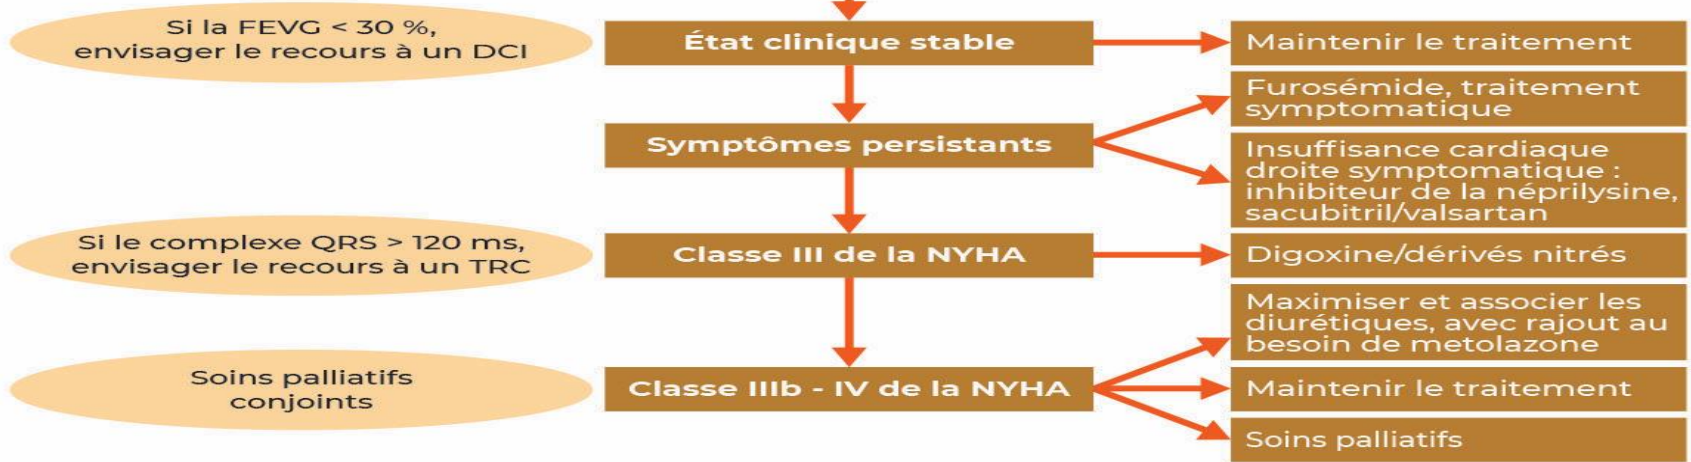 Si la FEVG < 30 %,
envisager le recours à un DCI
État clinique stable
Maintenir le traitement
Furosémide, traitement
symptomatique
Symptômes persistants
Insuffisance cardiaque
droite symptomatique :
inhibiteur de la néprilysine,
sacubitril/valsartan
Si le complexe QRS > 120 ms,
envisager le recours à un TRC
Classe III de la NYHA
Digoxine/dérivés nitrés
Maximiser et associer les
diurétiques, avec rajout au
besoin de metolazone
Soins palliatifs
conjoints
Classe IIIb - IV de la NYHA
Maintenir le traitement
Soins palliatifs